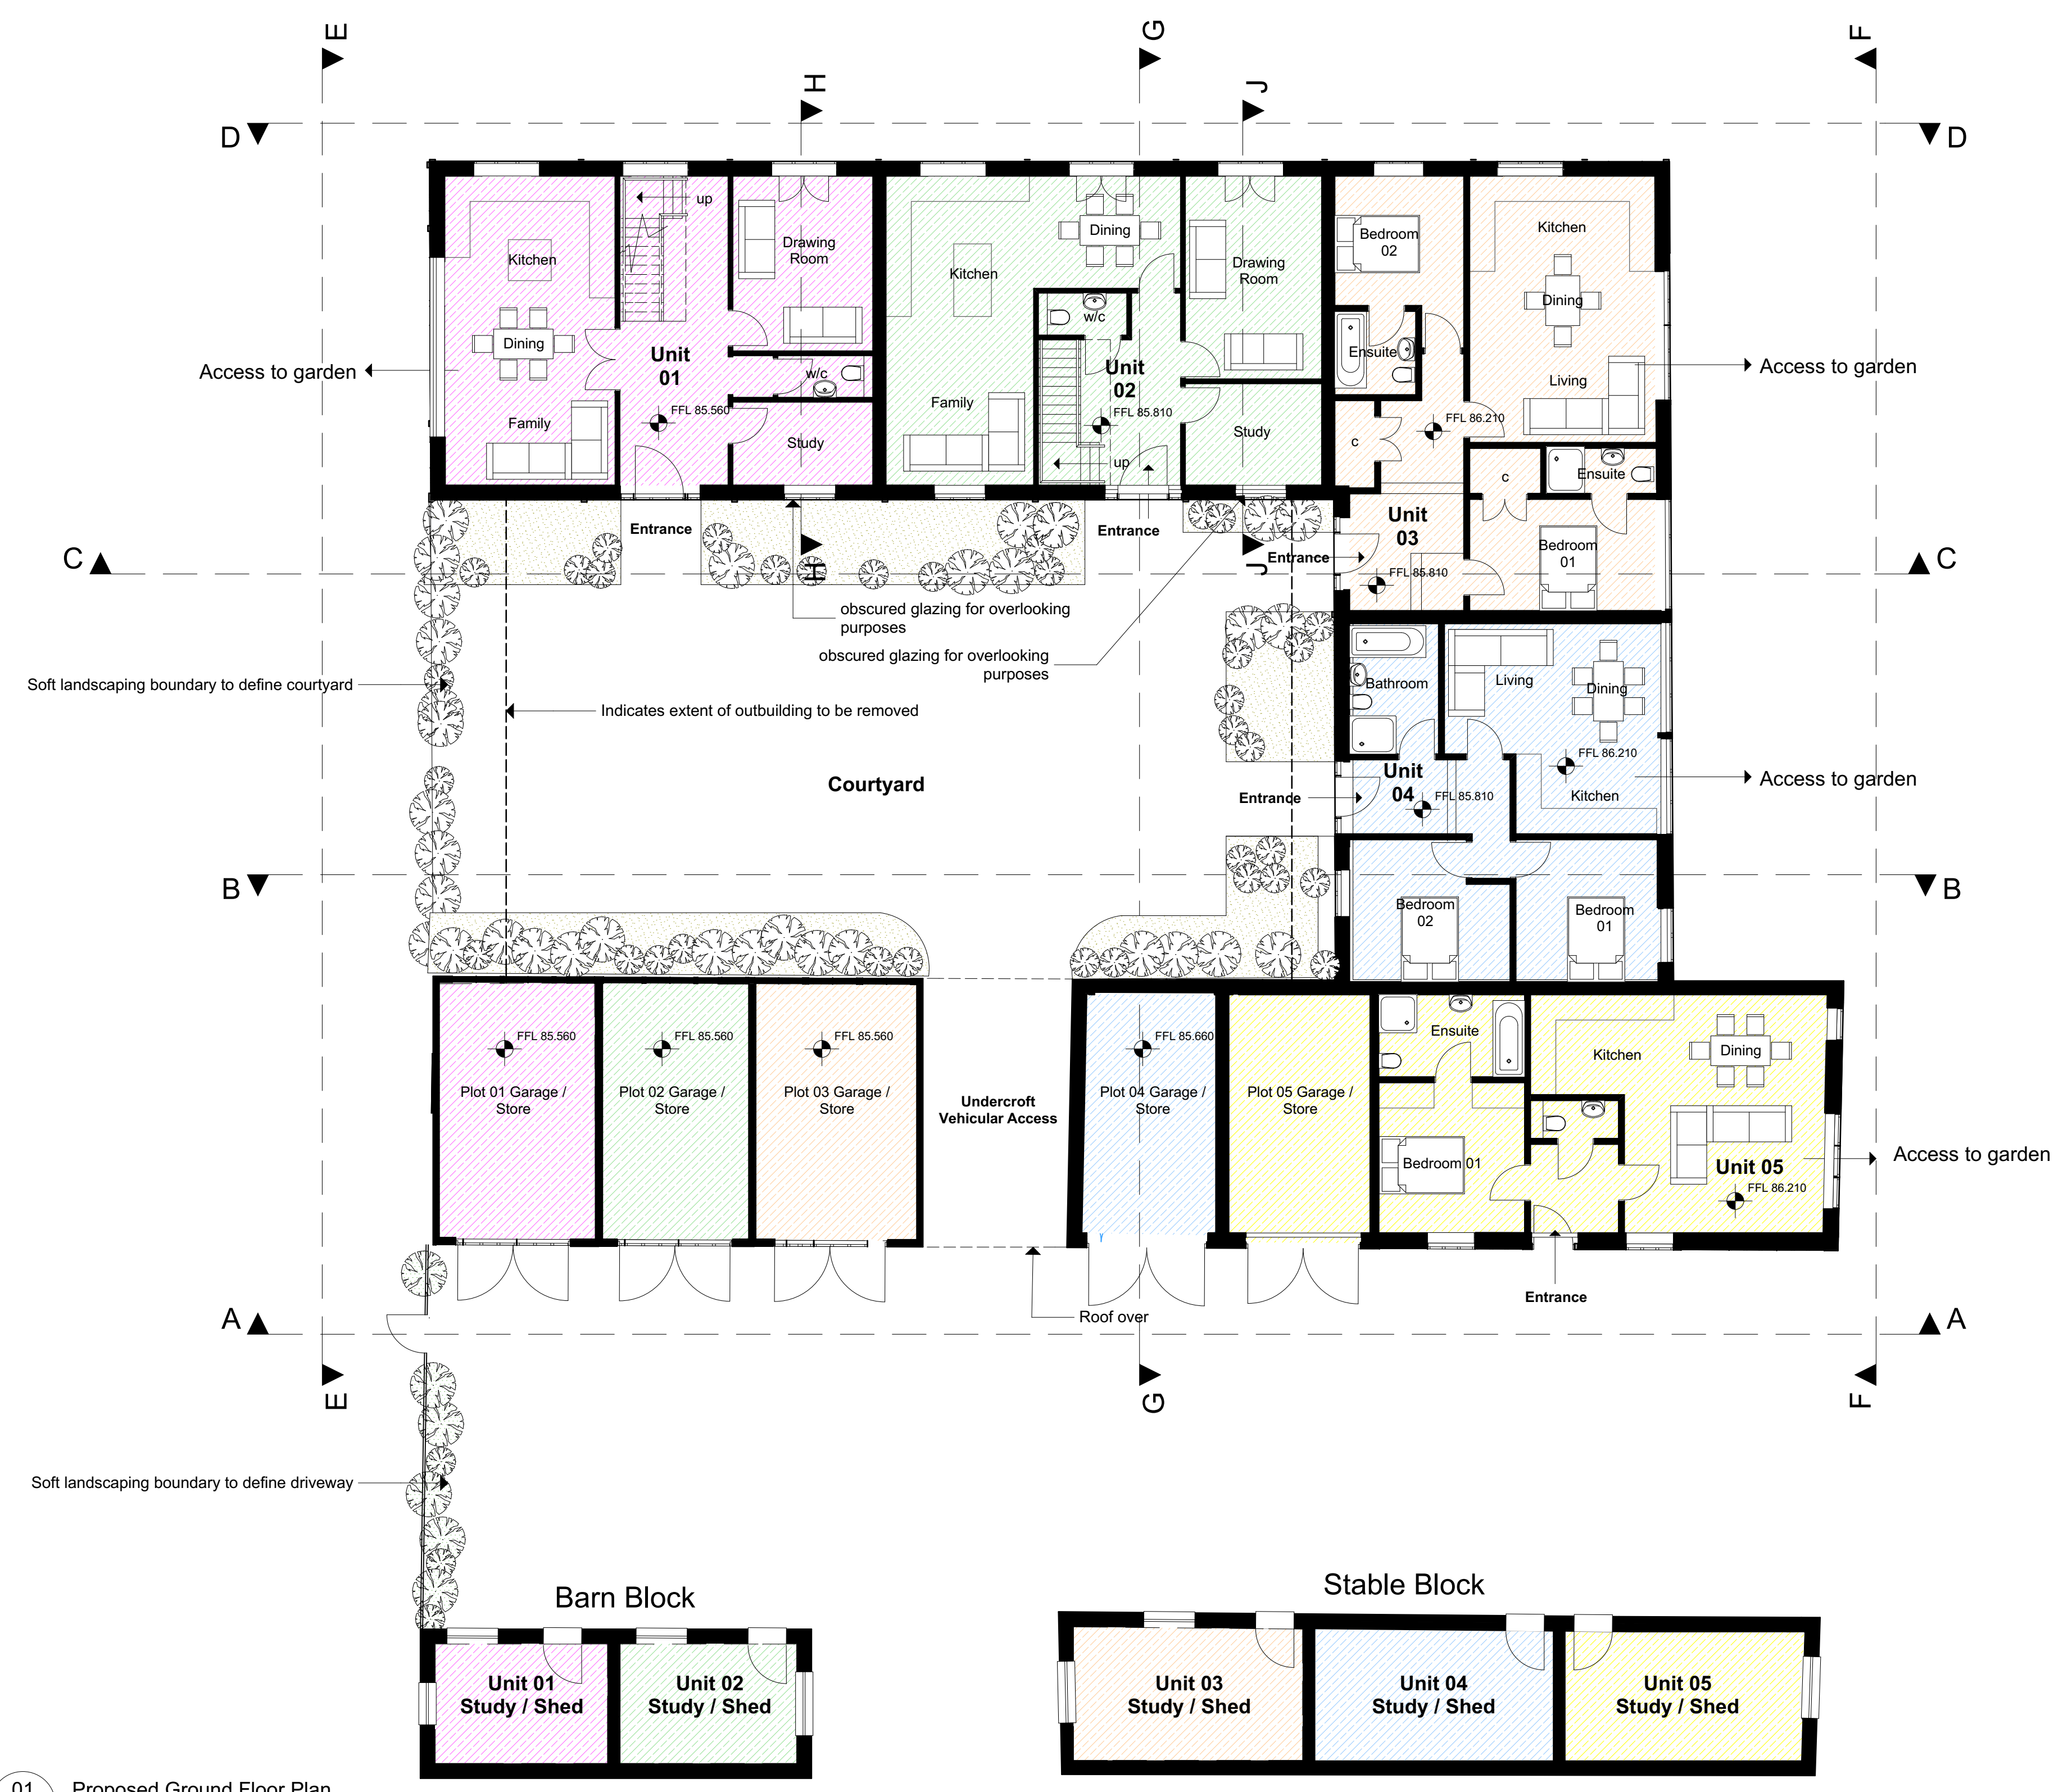 E
G
F
H
J
D
D
up
Kitchen
Drawing
Room
Dining
w/c
Unit
01
FFL 85.560
Family
Study
Access to garden
Dining
Kitchen
Drawing
Room
w/c
Unit
02
FFL 85.810
Family
Study
up
Bedroom
02
Kitchen
Dining
Ensuite
Living
Access to garden
FFL 86.210
c
c
Ensuite
Unit
03
Bedroom
01
FFL 85.810
Entrance
Entrance
Entrance
C
C
H
J
obscured glazing for overlooking
purposes
obscured glazing for overlooking
purposes
Soft landscaping boundary to define courtyard
Indicates extent of outbuilding to be removed
Courtyard
Bathroom
Living
Dining
FFL 86.210
Unit
04
FFL 85.810
Kitchen
Entrance
Access to garden
B
B
Bedroom
02
Bedroom
01
FFL 85.560
FFL 85.560
FFL 85.560
FFL 85.660
Plot 01 Garage /
Store
Plot 02 Garage /
Store
Plot 03 Garage /
Store
Undercroft
Vehicular Access
Plot 04 Garage /
Store
Plot 05 Garage /
Store
Ensuite
Kitchen
Dining
Bedroom 01
Unit 05
FFL 86.210
Access to garden
Entrance
Roof over
A
A
E
G
F
Soft landscaping boundary to define driveway
Barn Block
Stable Block
Unit 01
Study / Shed
Unit 02
Study / Shed
Unit 03
Study / Shed
Unit 04
Study / Shed
Unit 05
Study / Shed
01
Proposed Ground Floor Plan